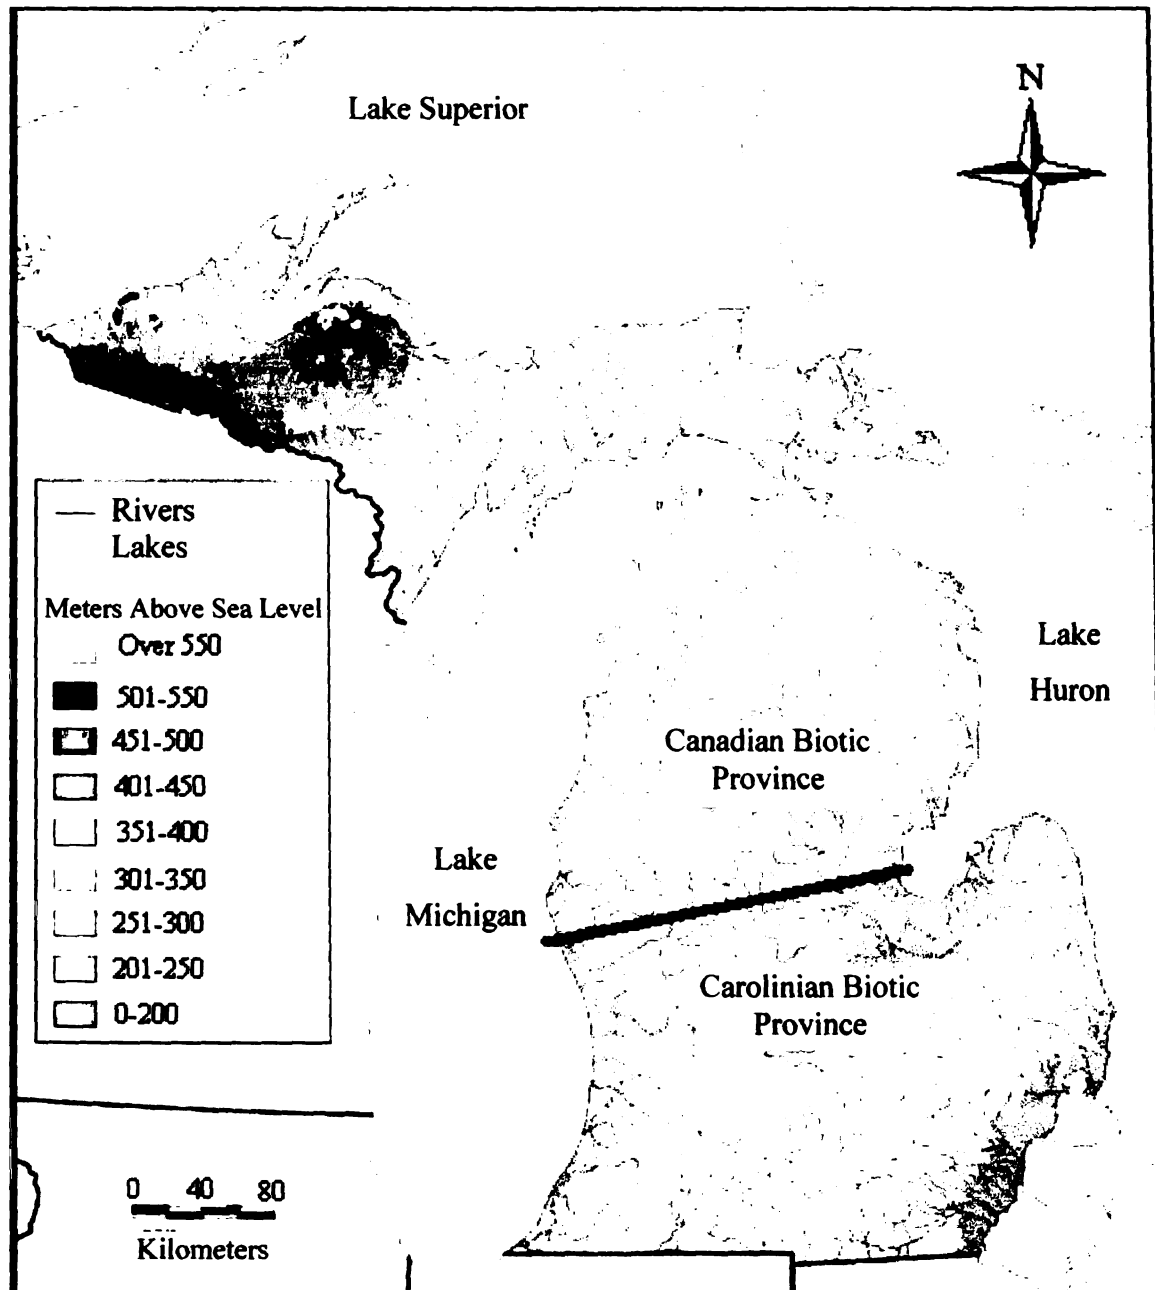 N
Lake Superior
Rivers
Lakes
Meters Above Sea Level
Over 550
501-550
451-500
401-450
351-400
301-350
251-300
201-250
0-200
Lake
Huron
Canadian Biotic
Province
Lake
Michigan
Carolinian Biotic
Province
0 40 80
Kilometers